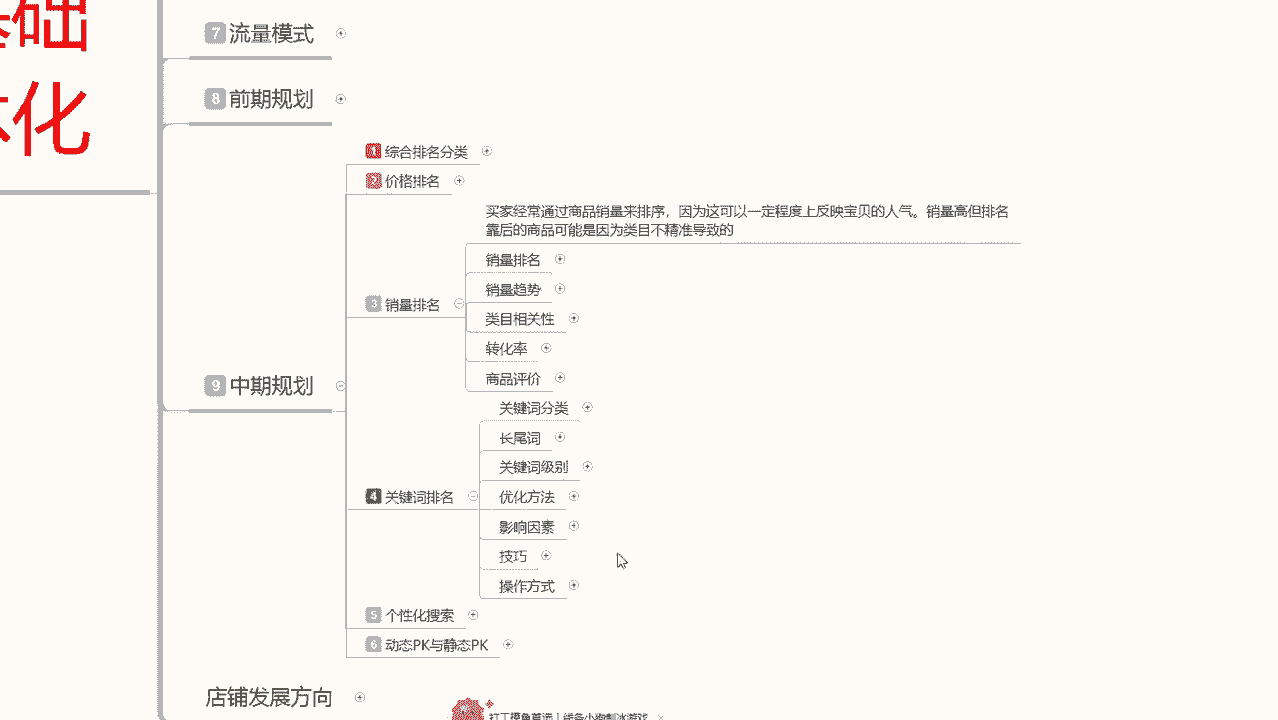 础
化
7 流量模式
8 前期规划
1 综合排名分类
2 价格排名
买家经常通过商品销量来排序，因为这可以一定程度上反映宝贝的人气。销量高但排名
靠后的商品可能是因为类目不精准导致的
销量排名
销量趋势
3 销量排名
类目相关性
转化率
商品评价
9 中期规划
关键词分类
长尾词
关键词级别
4 关键词排名
优化方法
影响因素
技巧
操作方式
5 个性化搜索
6 动态PK与静态PK
店铺发展方向